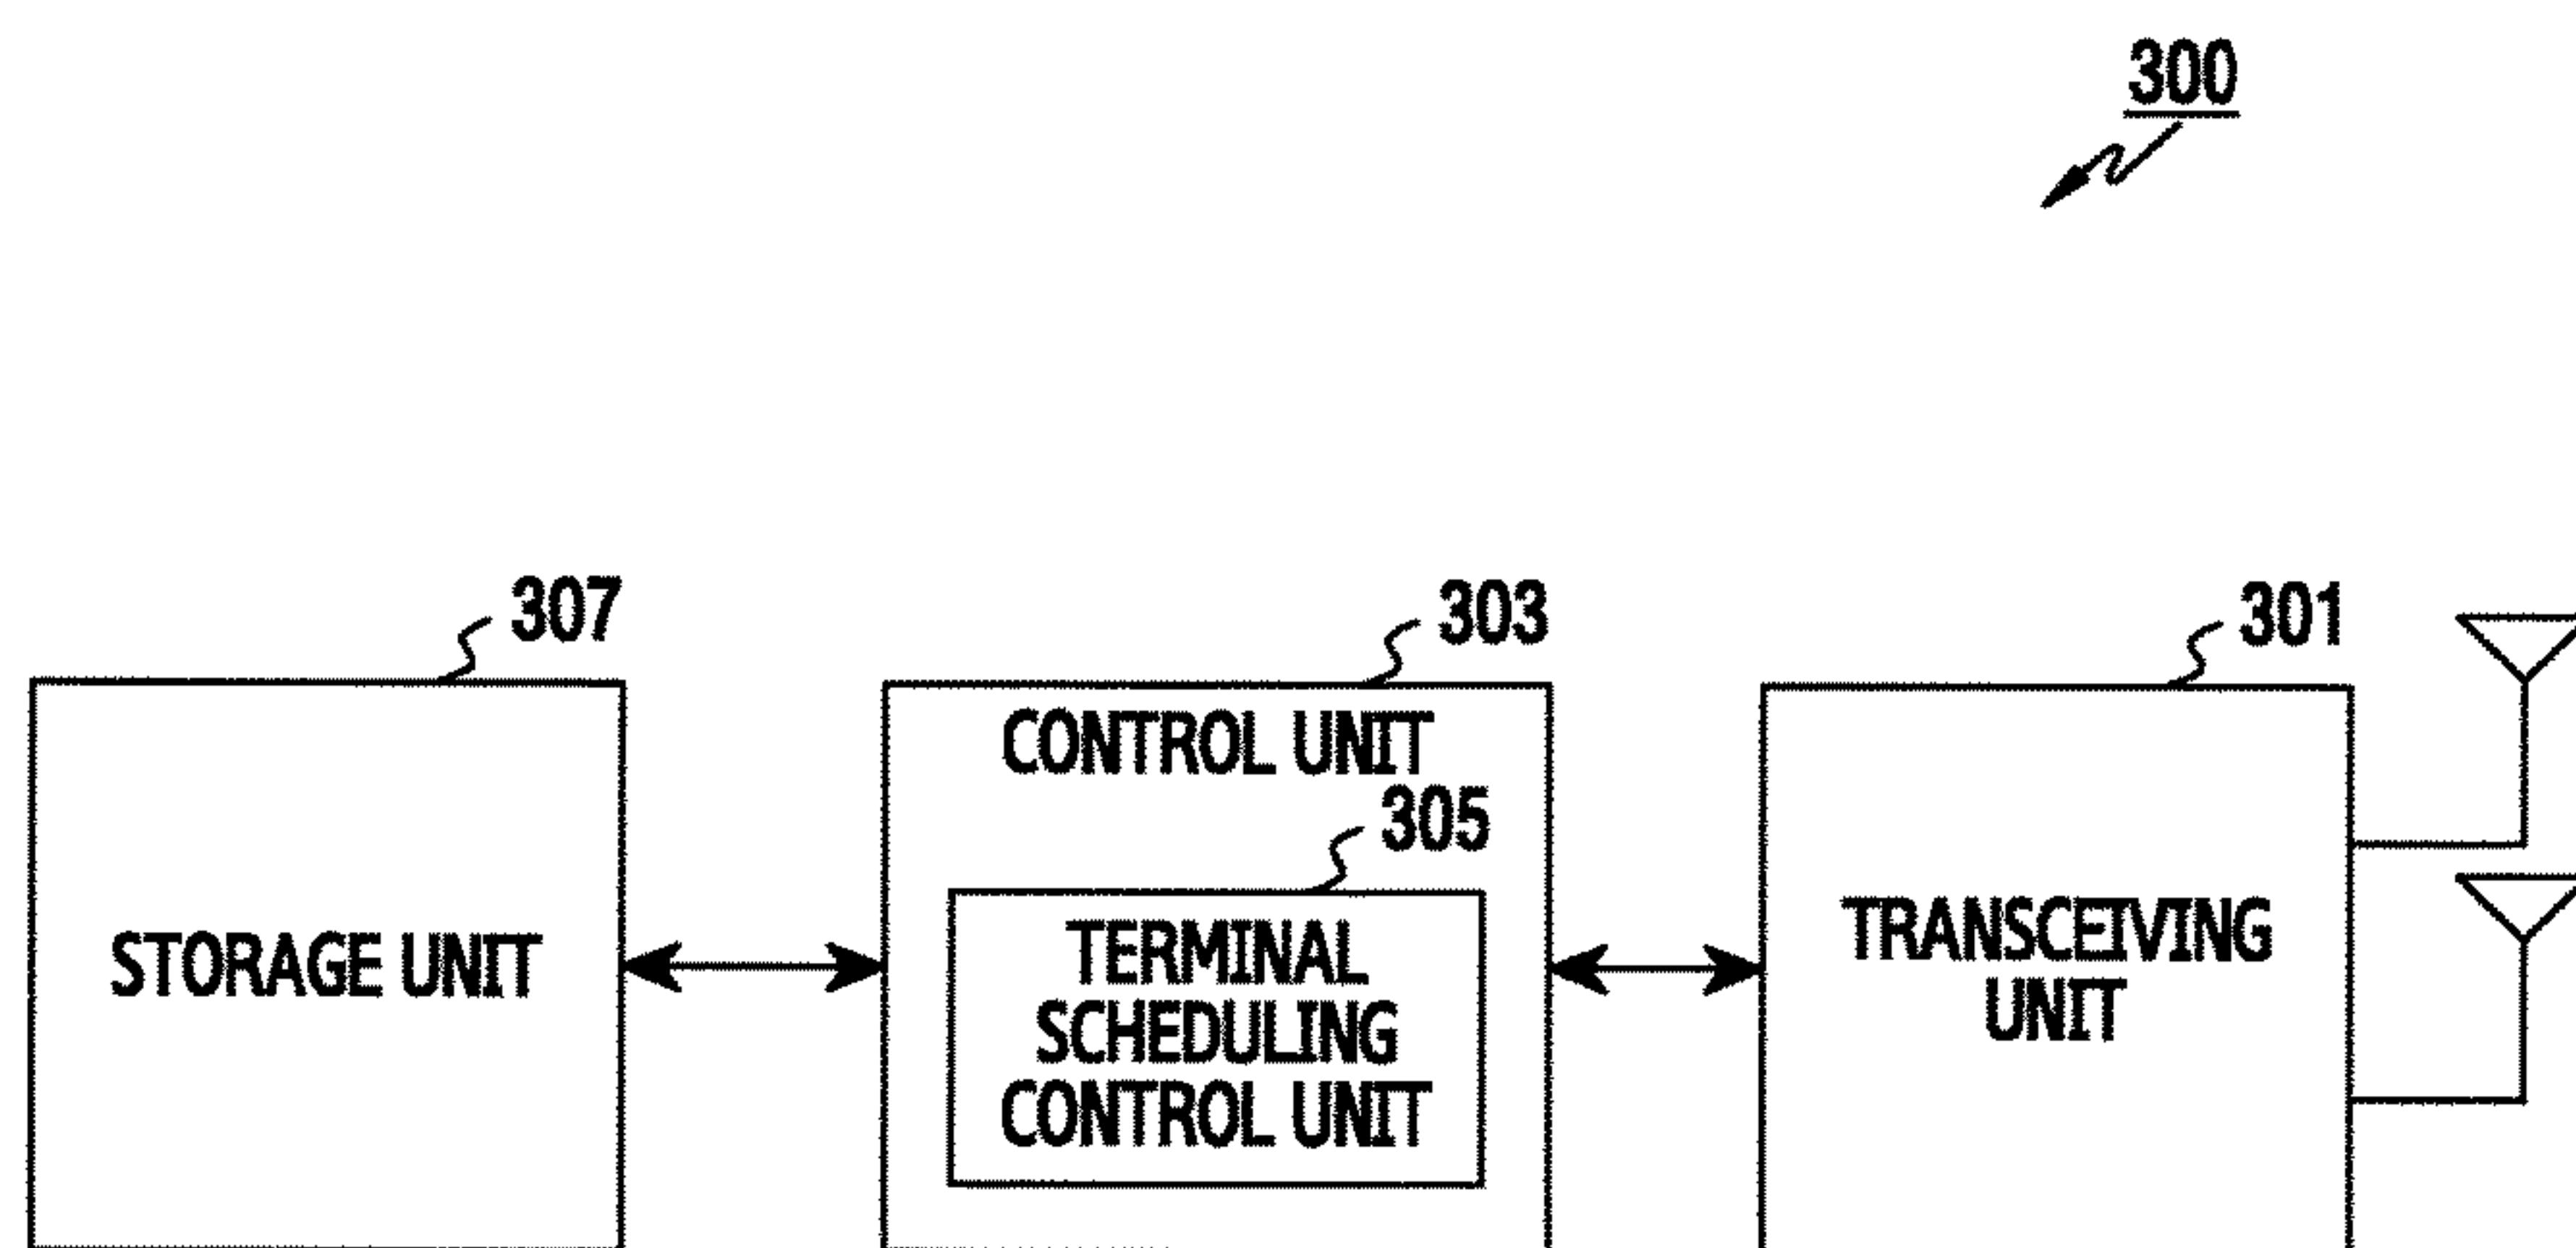 300
307
303
301
CONTROL UNIT
305
STORAGE UNIT
TERMINAL
SCHEDULING
CONTROL UNIT
TRANSCEIVING
UNIT